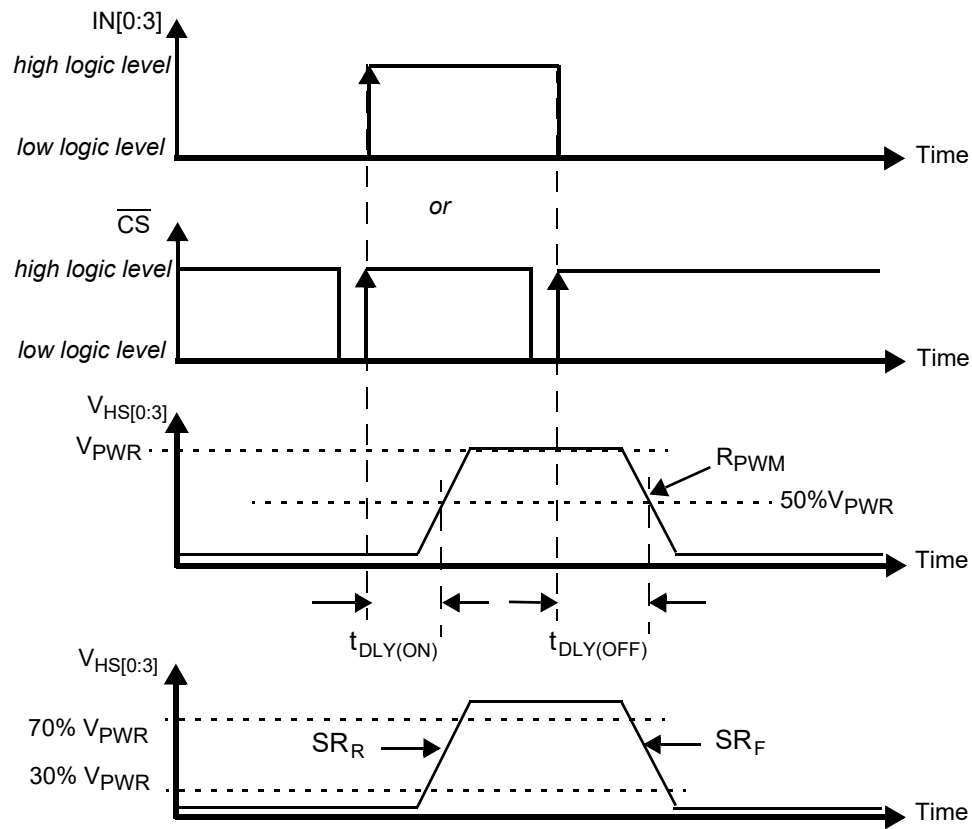 IN[0:3]
high logic level
low logic level
Time
or
CS
high logic level
low logic level
Time
VHS[0:3]
VPWR
RPWM
50%VPWR
Time
tDLY(ON)
tDLY(OFF)
VHS[0:3]
70% VPWR
SRR
SRF
30% VPWR
Time